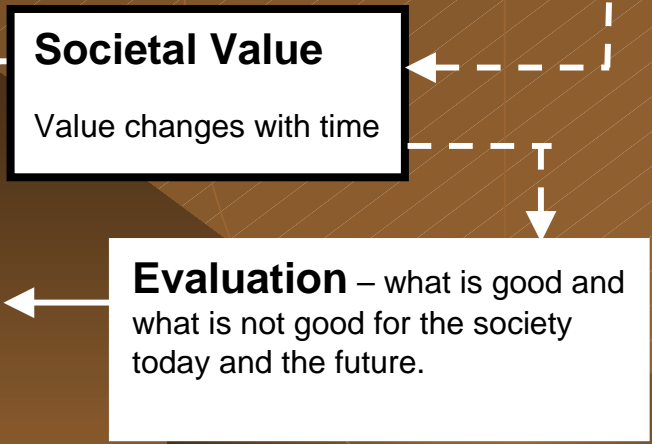 Societal Value
Value changes with time
Evaluation – what is good and
what is not good for the society
today and the future.